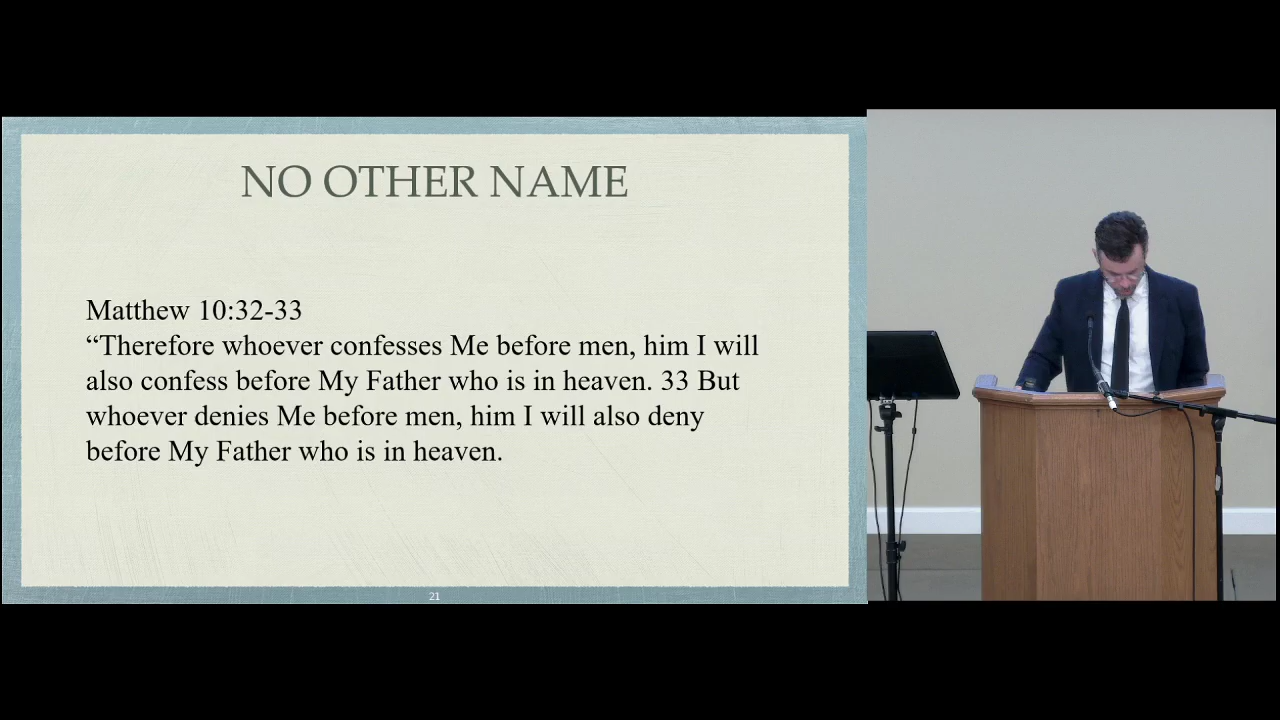 NO OTHER NAME
Matthew 10:32-33
“Therefore whoever confesses Me before men, him I will
also confess before My Father who is in heaven. 33 But
whoever denies Me before men, him I will also deny
before My Father who is in heaven.
21